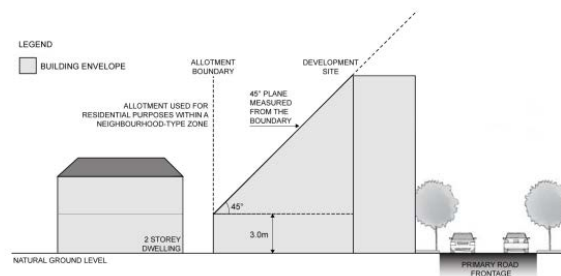 LEGEND
BUILDING ENVELOPE
ALLOTMENT
BOUNDARY
DEVELOPMENT
SITE
ALLOTMENT USED FOR
RESIDENTIAL PURPOSES WITHIN A
NEIGHBOURHOOD-TYPE ZONE
45° PLANE
MEASURED
FROM THE
BOUNDARY
45°
3.0m
2 STOREY
DWELLING
NATURAL GROUND LEVEL
PRIMARY ROAD
FRONTAGE